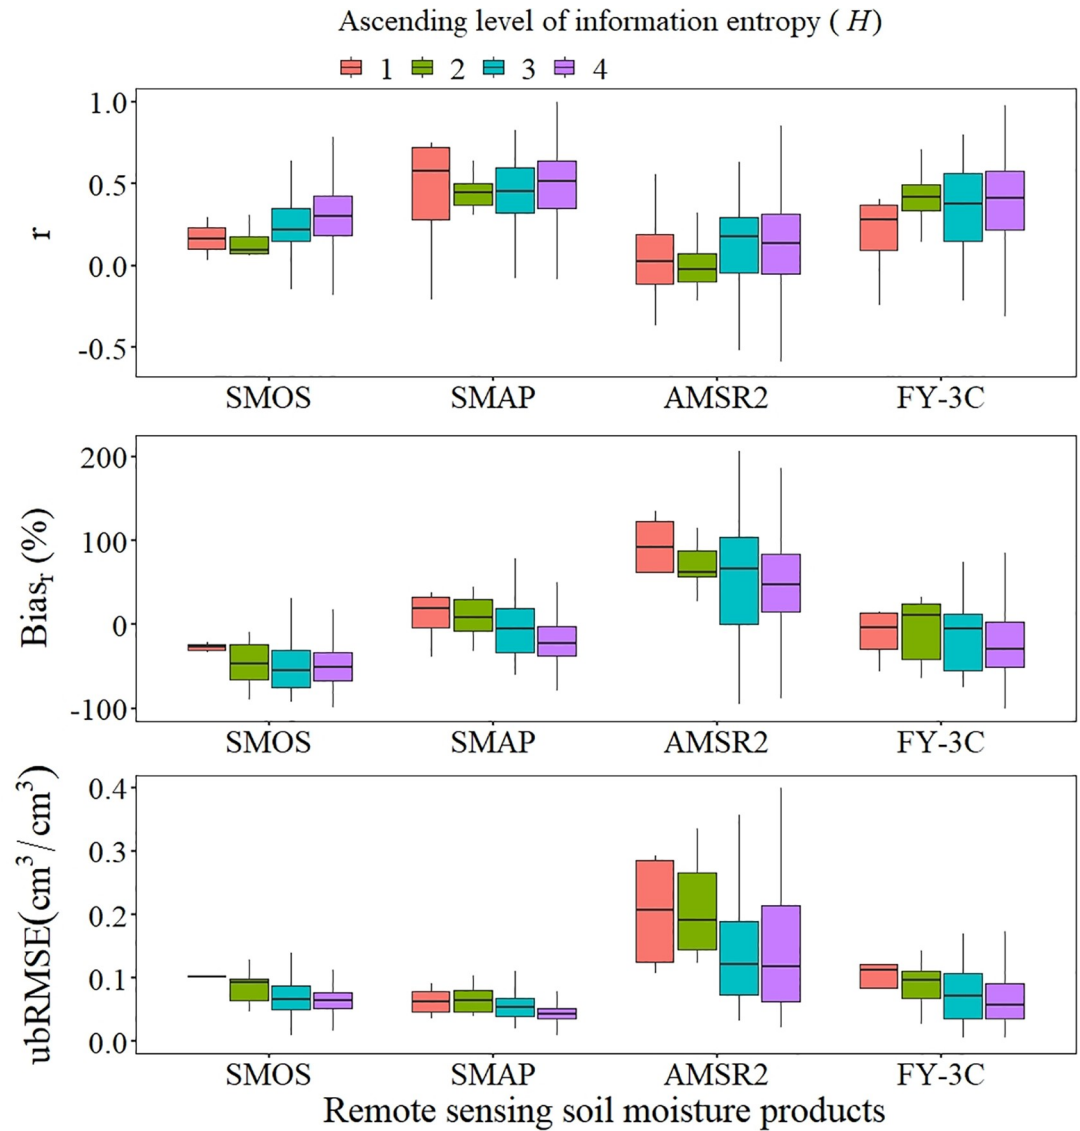 Ascending level of information entropy ( H)
1 2 3 4
r
1.0
0.5
0.0
-0.5
SMOS SMAP AMSR2 FY-3C
Biasr (%)
200
100
0
-100
SMOS SMAP AMSR2 FY-3C
ubRMSE(cm³/cm³)
0.4
0.3
0.2
0.1
0.0
SMOS SMAP AMSR2 FY-3C
Remote sensing soil moisture products